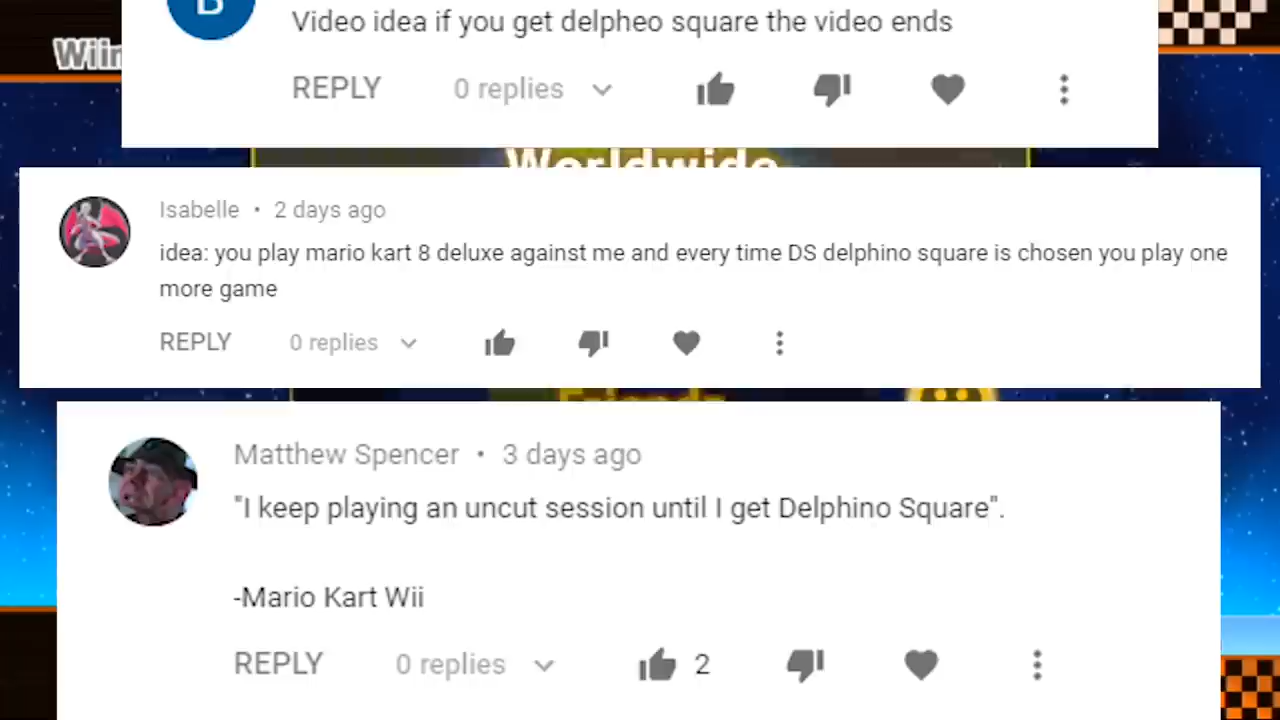 B
Video idea if you get delpheo square the video ends
Wiim
REPLY 0 replies
Worldwide
Isabelle • 2 days ago
idea: you play mario kart 8 deluxe against me and every time DS delphino square is chosen you play one
more game
REPLY 0 replies
Friends
Matthew Spencer • 3 days ago
"I keep playing an uncut session until I get Delphino Square".
-Mario Kart Wii
REPLY 0 replies 2